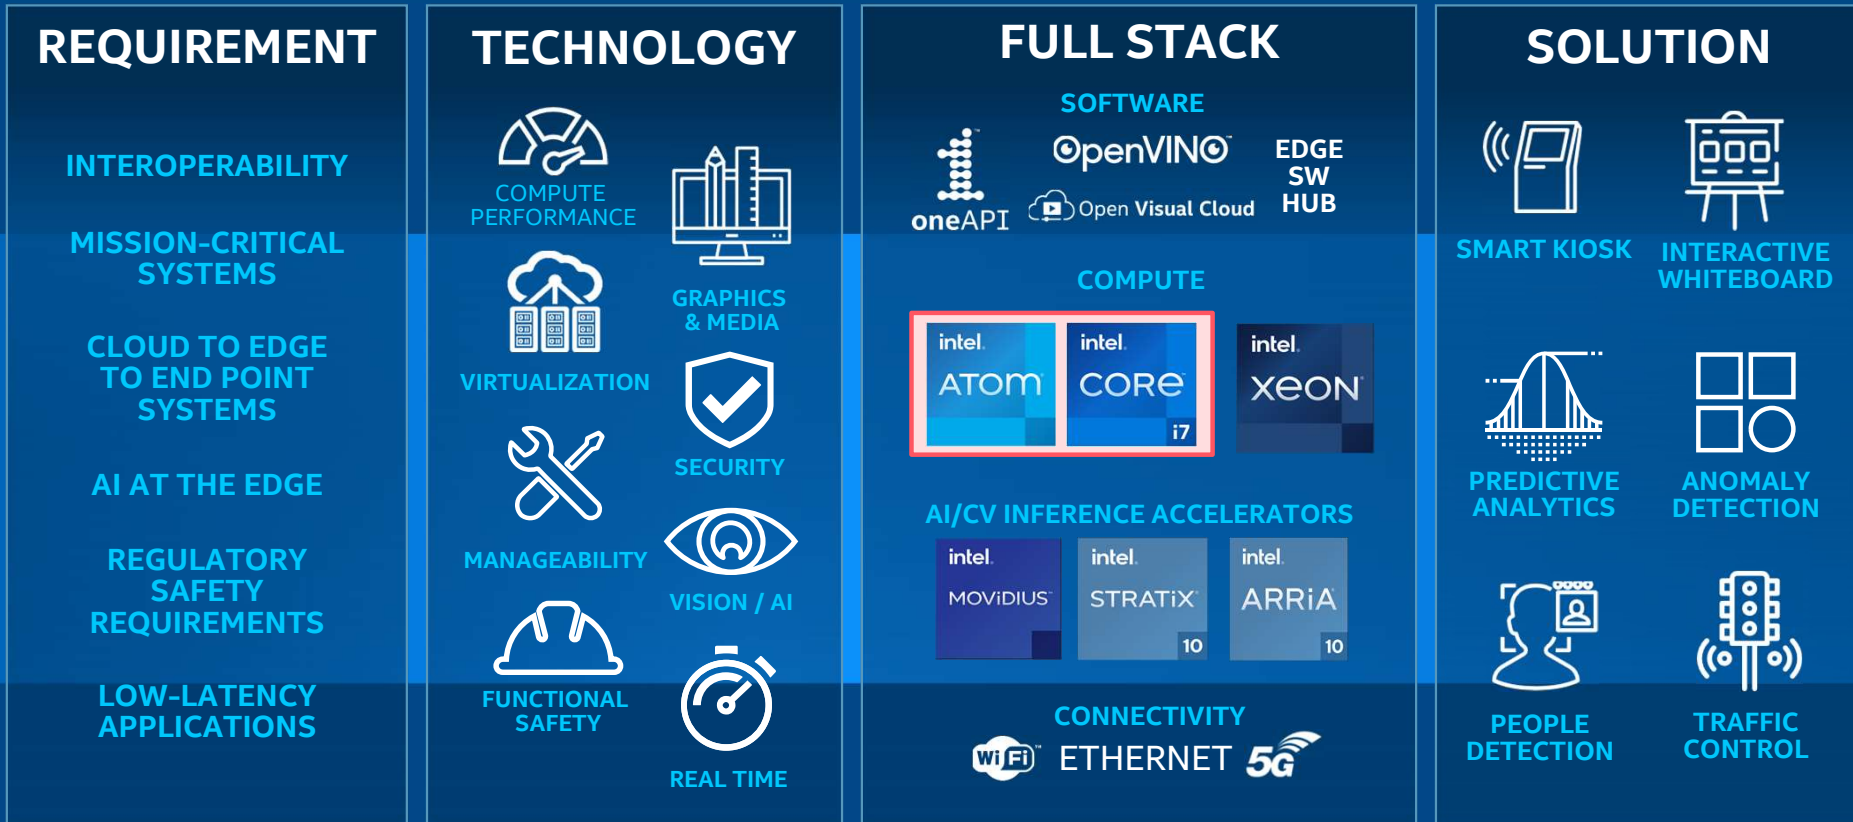 REQUIREMENT
INTEROPERABILITY
MISSION-CRITICAL
SYSTEMS
CLOUD TO EDGE
TO END POINT
SYSTEMS
AI AT THE EDGE
REGULATORY
SAFETY
REQUIREMENTS
LOW-LATENCY
APPLICATIONS
TECHNOLOGY
COMPUTE
PERFORMANCE
GRAPHICS
& MEDIA
VIRTUALIZATION
SECURITY
MANAGEABILITY
VISION / AI
FUNCTIONAL
SAFETY
REAL TIME
FULL STACK
SOFTWARE
oneAPI
OpenVINO™
Open Visual Cloud
EDGE
SW
HUB
COMPUTE
intel.
ATOM
intel.
CORE
i7
intel.
XEON
AI/CV INFERENCE ACCELERATORS
intel.
MOVIDIUS
intel.
STRATIX
10
intel.
ARRIA
10
CONNECTIVITY
WiFi™ ETHERNET 5G
SOLUTION
SMART KIOSK
INTERACTIVE
WHITEBOARD
PREDICTIVE
ANALYTICS
ANOMALY
DETECTION
PEOPLE
DETECTION
TRAFFIC
CONTROL